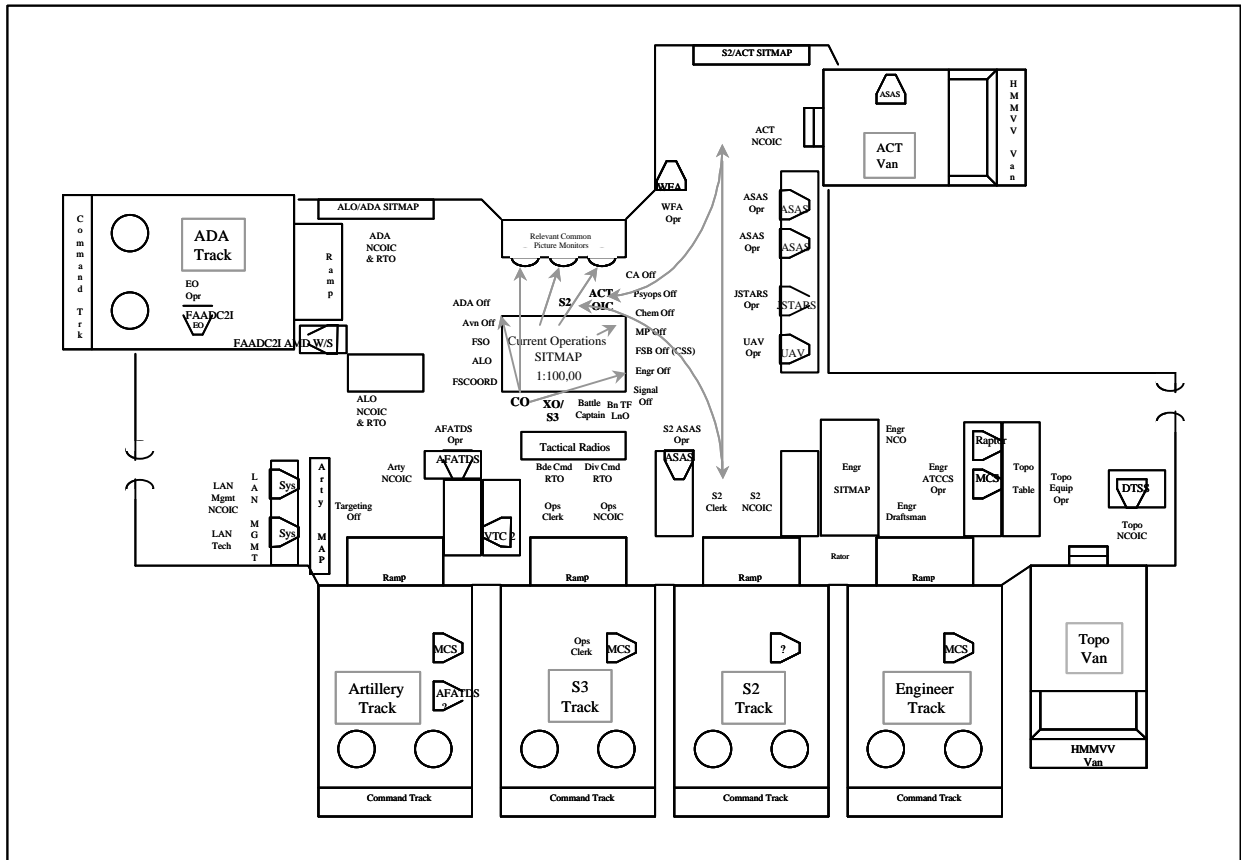 S2/ACT SITMAP
ASAS
HMMVV Van
ACT
NCOIC
ACT
Van
WFA
WFA
Opr
ASAS
Opr
ASAS
ASAS
Opr
ASAS
JSTARS
Opr
JSTARS
UAV
Opr
UAV
Command Trk
ADA
Track
EO
Opr
FAADC2I
EO
Ramp
ALO/ADA SITMAP
ADA
NCOIC
& RTO
FAADC2I AMD W/S
ALO
NCOIC
& RTO
Relevant Common
Picture Monitors
S2
ACT
OIC
CA Off
Psyops Off
Chem Off
MP Off
FSB Off (CSS)
Engr Off
Signal
Off
ADA Off
Avn Off
FSO
ALO
FSCOORD
Current Operations
SITMAP
1:100,00
CO
XO/
S3
Battle
Captain
Bn TF
LnO
Tactical Radios
Bde Cmd
RTO
Div Cmd
RTO
Ops
Clerk
Ops
NCOIC
AFATDS
Opr
AFATDS
Arty
NCOIC
VTC 2
Targeting
Off
Arty MAP
LAN MGMT
LAN
Mgmt
NCOIC
LAN
Tech
Sys
Sys
S2 ASAS
Opr
ASAS
S2
Clerk
S2
NCOIC
Engr
SITMAP
Engr
NCO
Engr
ATCCS
Opr
Engr
Draftsman
Raptor
MCS
Topo
Table
Topo
Equip
Opr
DTSS
Topo
NCOIC
Rator
Ramp
Ramp
Ramp
Ramp
MCS
AFATDS
?
Artillery
Track
Command Track
Ops
Clerk
MCS
S3
Track
Command Track
?
S2
Track
Command Track
MCS
Engineer
Track
Command Track
Topo
Van
HMMVV
Van